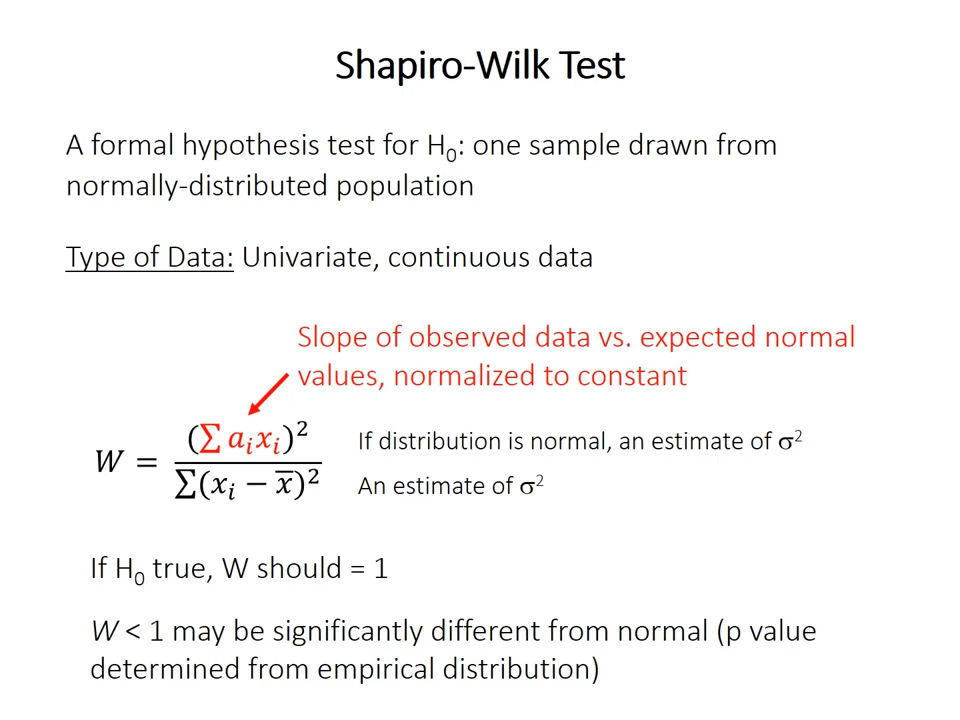 Shapiro-Wilk Test
A formal hypothesis test for H₀: one sample drawn from
normally-distributed population
Type of Data: Univariate, continuous data
Slope of observed data vs. expected normal
values, normalized to constant
W = (∑ aᵢxᵢ)² / ∑(xᵢ − x̅)²
If distribution is normal, an estimate of σ²
An estimate of σ²
If H₀ true, W should = 1
W < 1 may be significantly different from normal (p value
determined from empirical distribution)